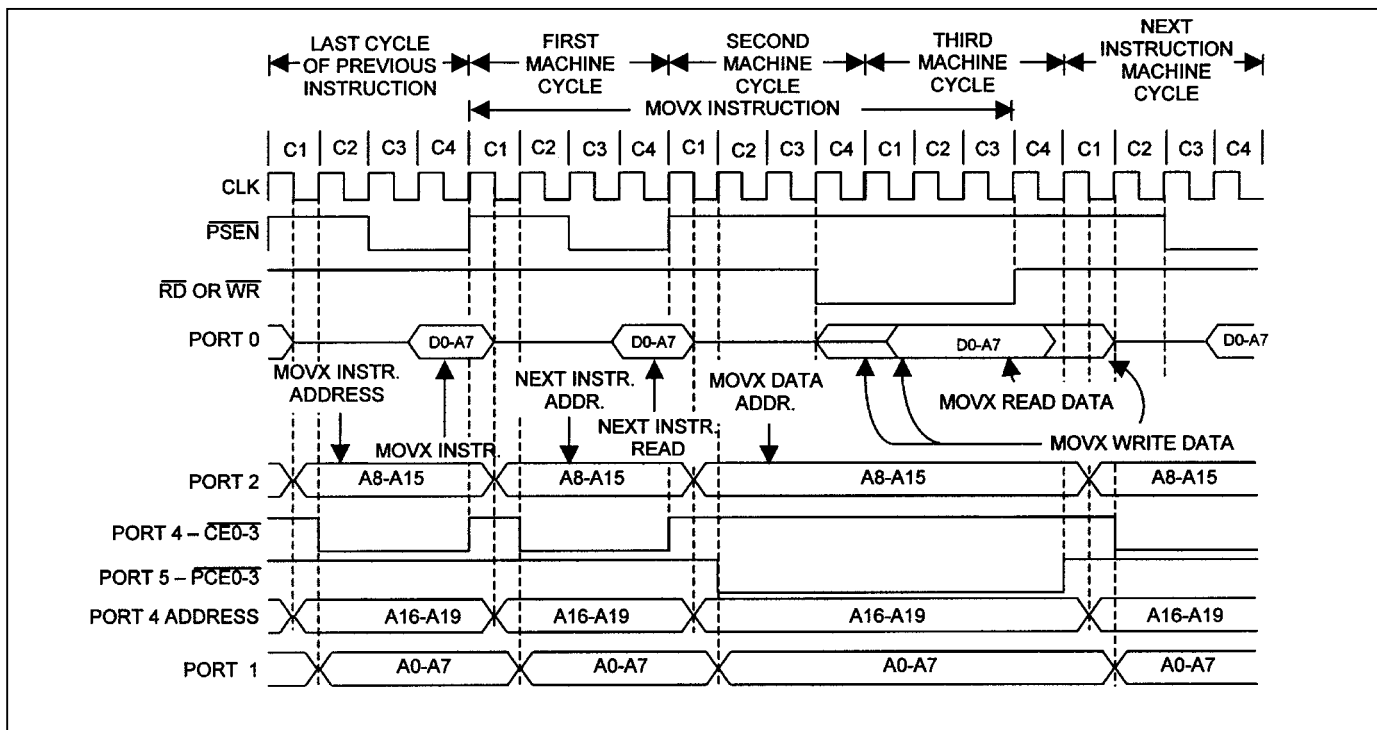 LAST CYCLE
OF PREVIOUS
INSTRUCTION
FIRST
MACHINE
CYCLE
SECOND
MACHINE
CYCLE
THIRD
MACHINE
CYCLE
NEXT
INSTRUCTION
MACHINE
CYCLE
MOVX INSTRUCTION
C1 C2 C3 C4 C1 C2 C3 C4 C1 C2 C3 C4 C1 C2 C3 C4 C1 C2 C3 C4
CLK
PSEN
RD OR WR
PORT 0 D0-A7 D0-A7 D0-A7 D0-A7
MOVX INSTR.
ADDRESS
MOVX INSTR.
NEXT INSTR.
ADDR.
NEXT INSTR.
READ
MOVX DATA
ADDR.
MOVX READ DATA
MOVX WRITE DATA
PORT 2 A8-A15 A8-A15 A8-A15 A8-A15
PORT 4 – CE0-3
PORT 5 – PCE0-3
PORT 4 ADDRESS A16-A19 A16-A19 A16-A19 A16-A19
PORT 1 A0-A7 A0-A7 A0-A7 A0-A7